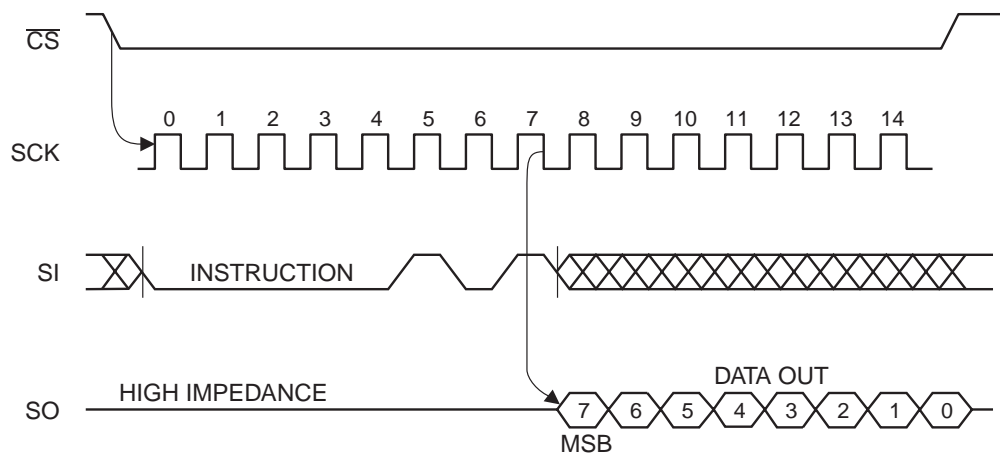 CS
0 1 2 3 4 5 6 7 8 9 10 11 12 13 14
SCK
SI INSTRUCTION
HIGH IMPEDANCE DATA OUT
SO 7 6 5 4 3 2 1 0
MSB